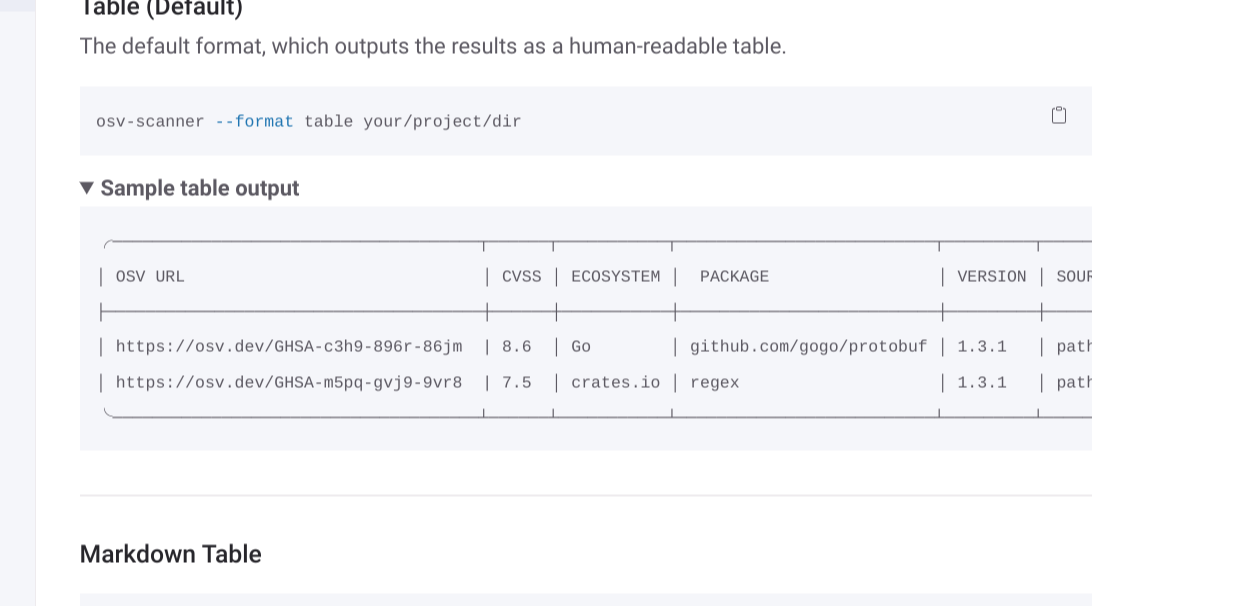 Table (Default)
The default format, which outputs the results as a human-readable table.
osv-scanner --format table your/project/dir
▼ Sample table output
| OSV URL | CVSS | ECOSYSTEM | PACKAGE | VERSION | SOUR
| https://osv.dev/GHSA-c3h9-896r-86jm | 8.6 | Go | github.com/gogo/protobuf | 1.3.1 | path
| https://osv.dev/GHSA-m5pq-gvj9-9vr8 | 7.5 | crates.io | regex | 1.3.1 | path
Markdown Table